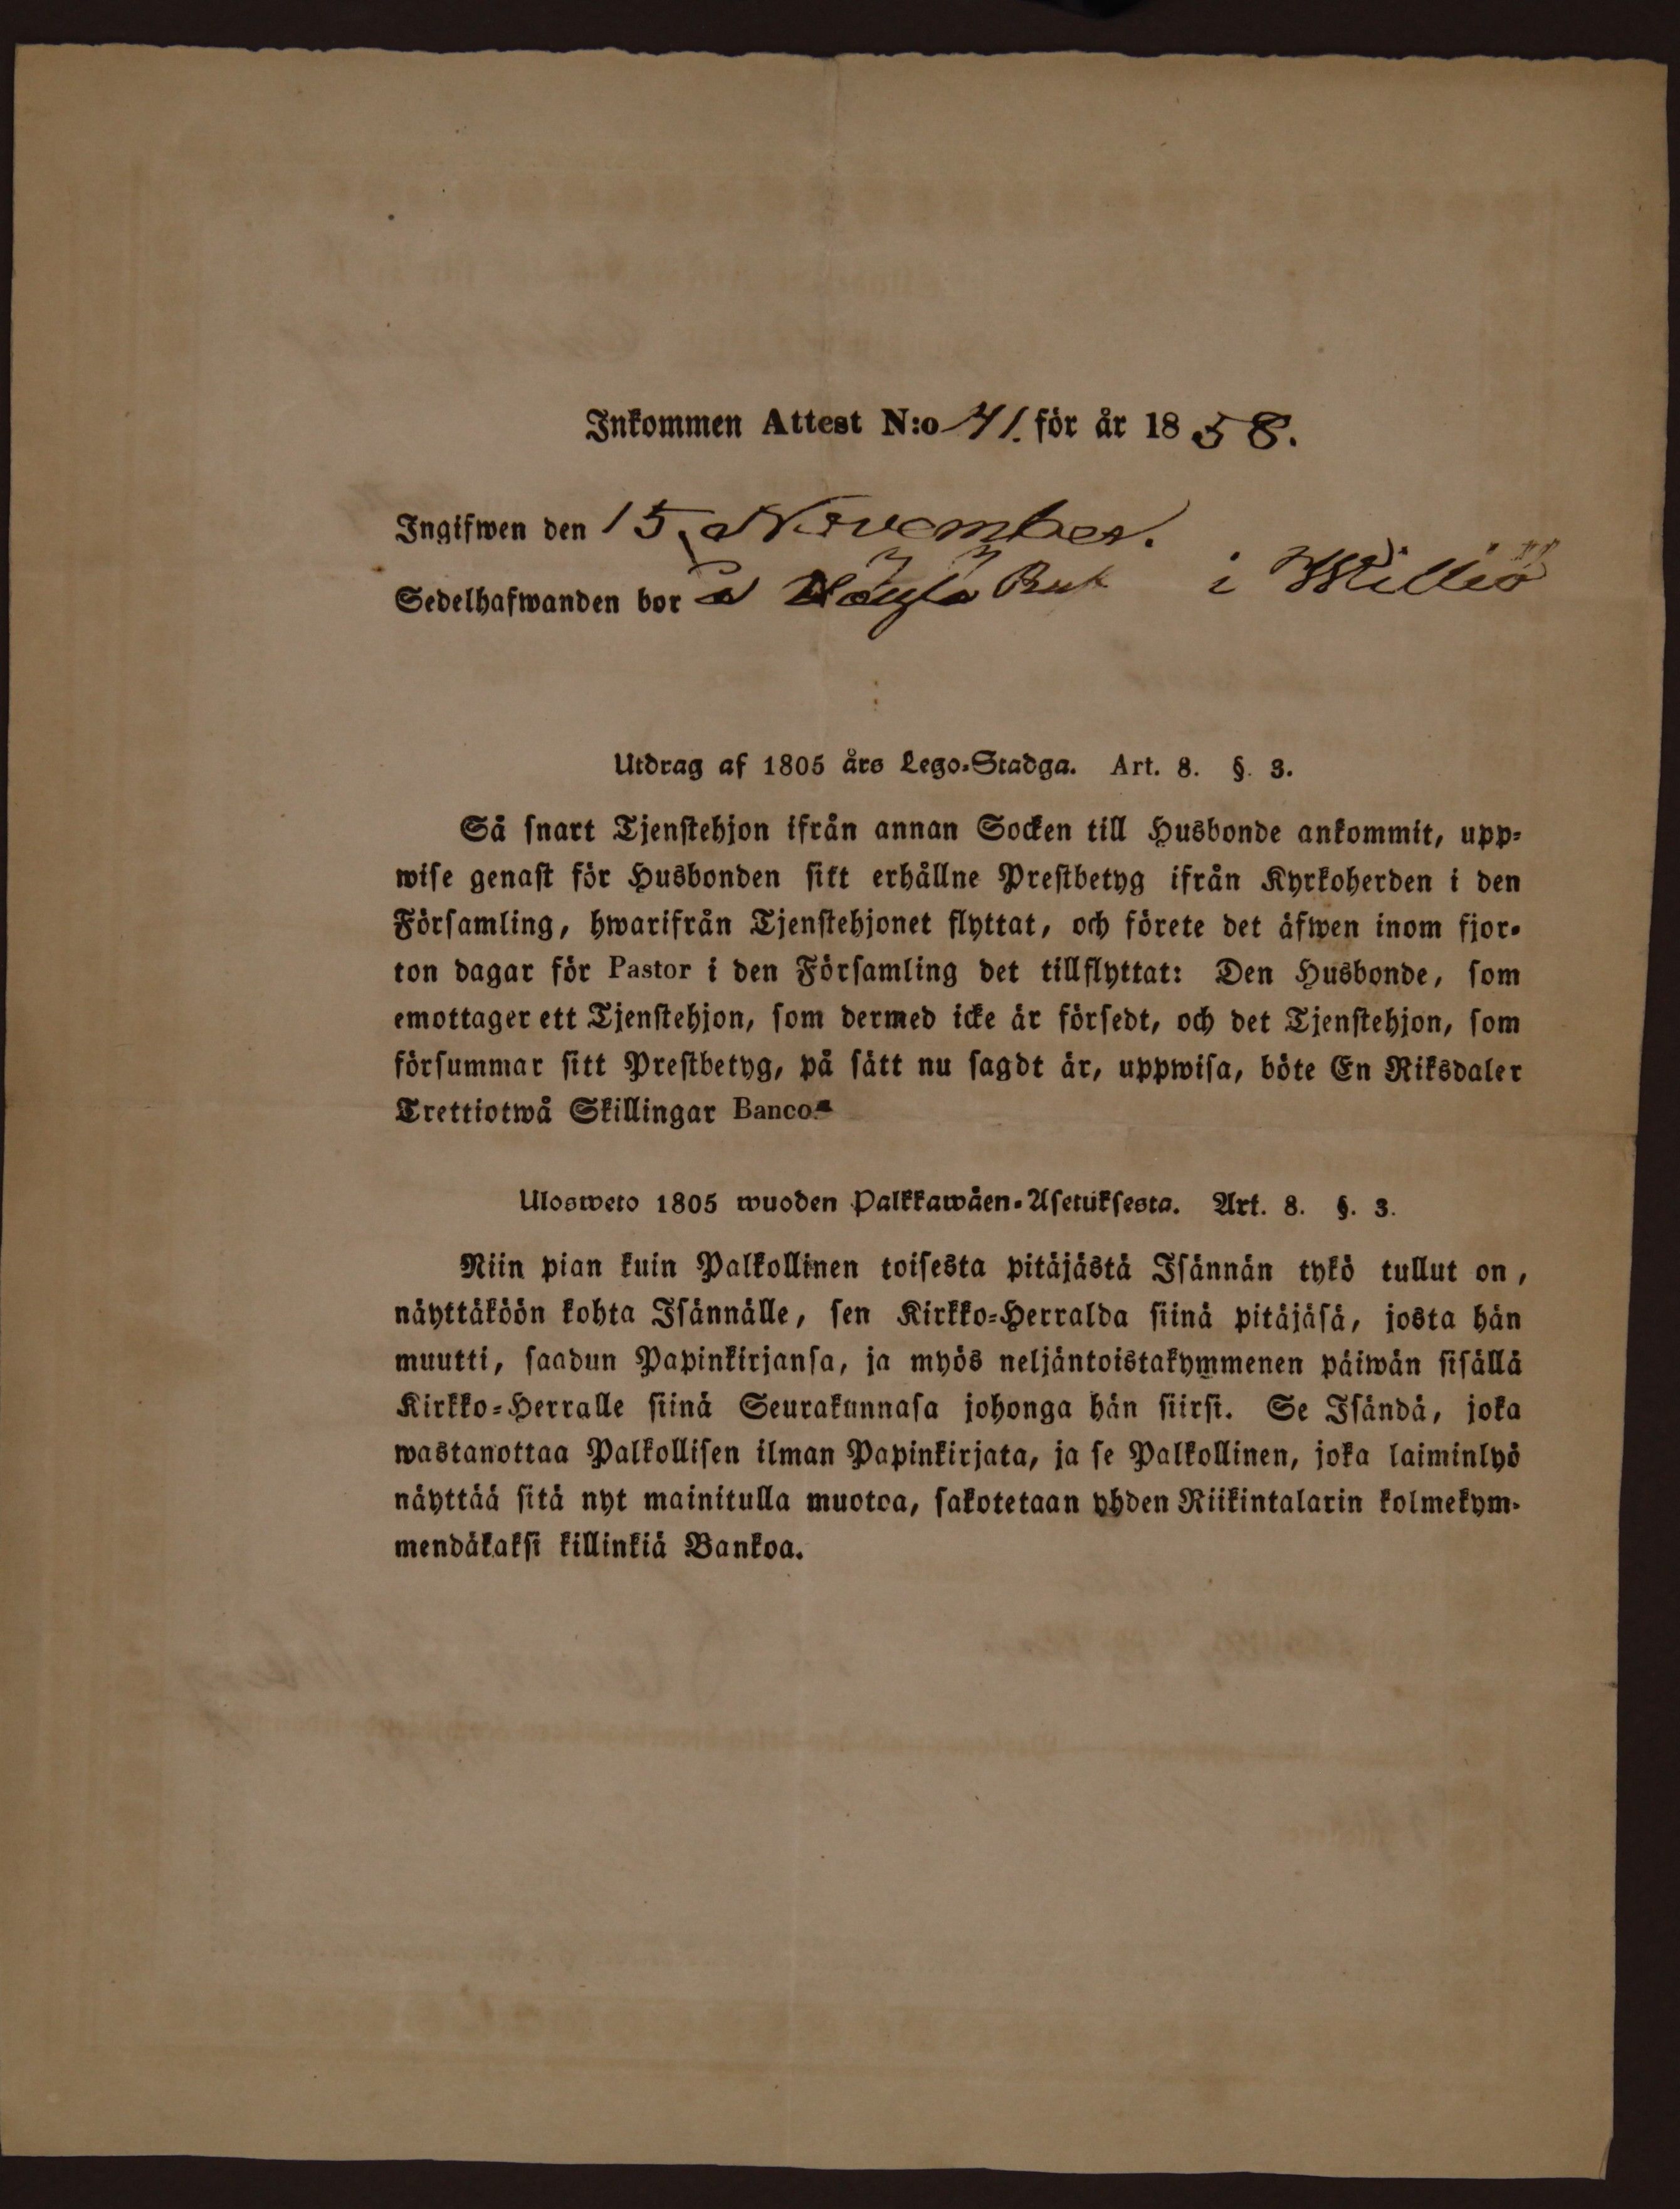 Inkommen Attest N:o 41. för år 1858.
Ingifwen den 15 November.
Sedelhafwanden bor i Williö
Utdrag af 1805 års Lego-Stadga. Art. 8. §. 3.
Så snart Tjenstehjon ifrån annan Socken till Husbonde ankommit, upp-
wise genast för Husbonden sitt erhållne Prestbetyg ifrån Kyrkoherden i den
Församling, hwarifrån Tjenstehjonet flyttat, och förete det äfwen inom fjor-
ton dagar för Pastor i den Församling det tillflyttat: Den Husbonde, som
emottager ett Tjenstehjon, som dermed icke är försedt, och det Tjenstehjon, som
försummar sitt Prestbetyg, på sätt nu sagdt är, uppwisa, böte En Riksdaler
Trettiotwå Skillingar Banco.
Ulosweto 1805 wuoden Palkkawäen-Asetuksesta. Art. 8. §. 3.
Niin pian kuin Palkollinen toisesta pitäjästä Isännän tykö tullut on,
näyttäköön kohta Isännälle, sen Kirkko-Herralda siinä pitäjäsä, josta hän
muutti, saadun Papinkirjansa, ja myös neljäntoistakymmenen päiwän sisällä
Kirkko-Herralle siinä Seurakunnasa johonga hän siirsi. Se Isändä, joka
wastanottaa Palkollisen ilman Papinkirjata, ja se Palkollinen, joka laiminlyö
näyttää sitä nyt mainitulla muotoa, sakotetaan yhden Riikintalarin kolmekym-
mendäkaksi killinkiä Bankoa.